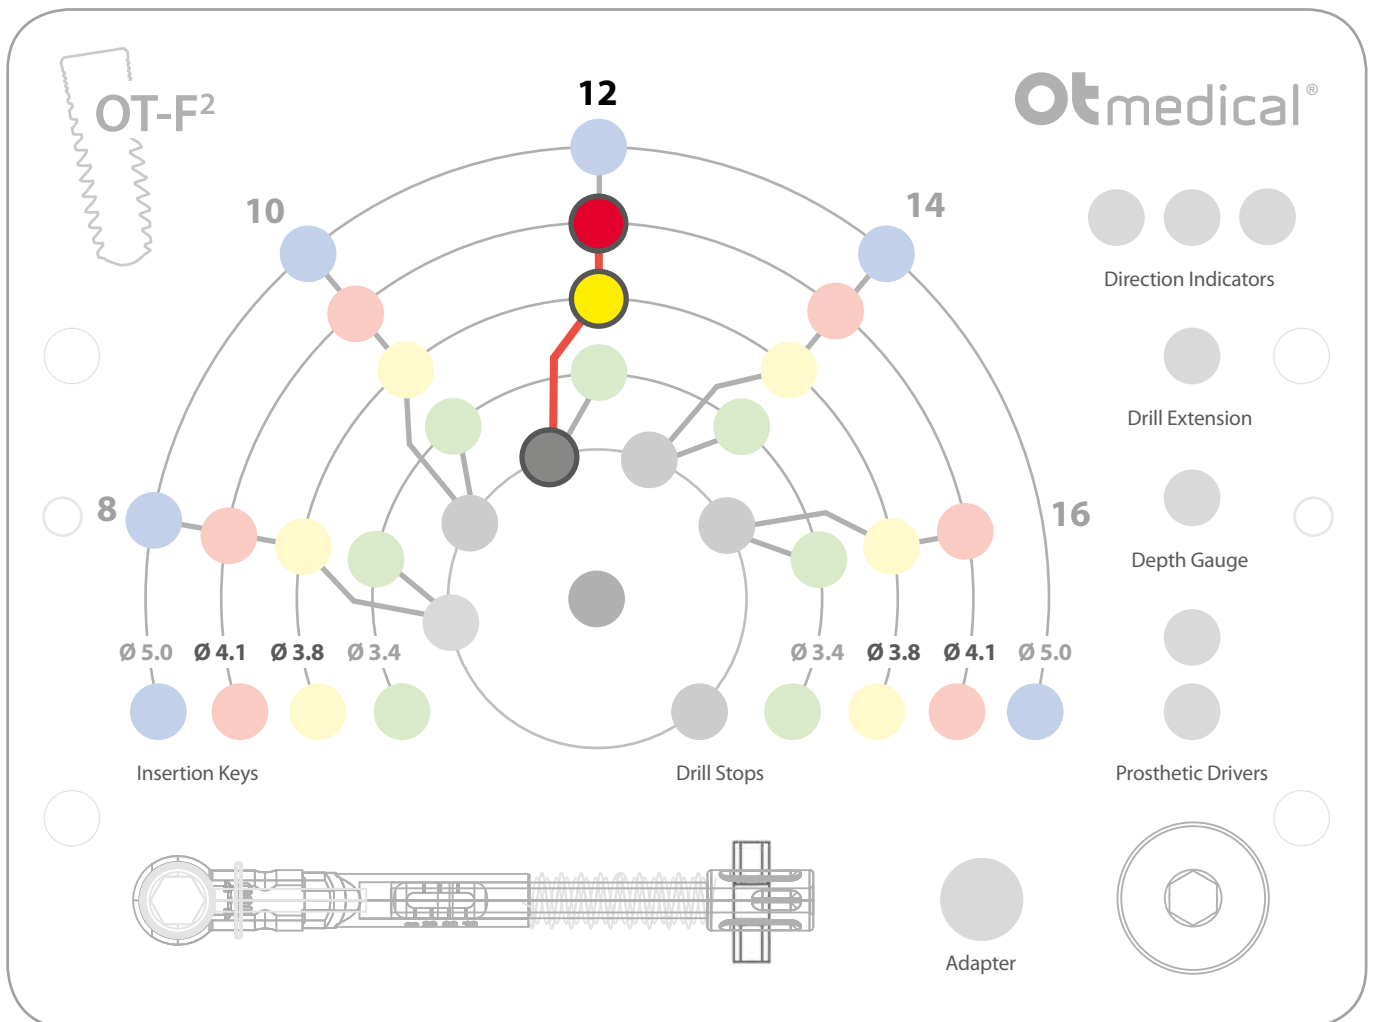 OT-F²
otmedical®
12
10
14
8
16
Direction Indicators
Drill Extension
Depth Gauge
Ø 5.0 Ø 4.1 Ø 3.8 Ø 3.4
Ø 3.4 Ø 3.8 Ø 4.1 Ø 5.0
Insertion Keys
Drill Stops
Prosthetic Drivers
Adapter